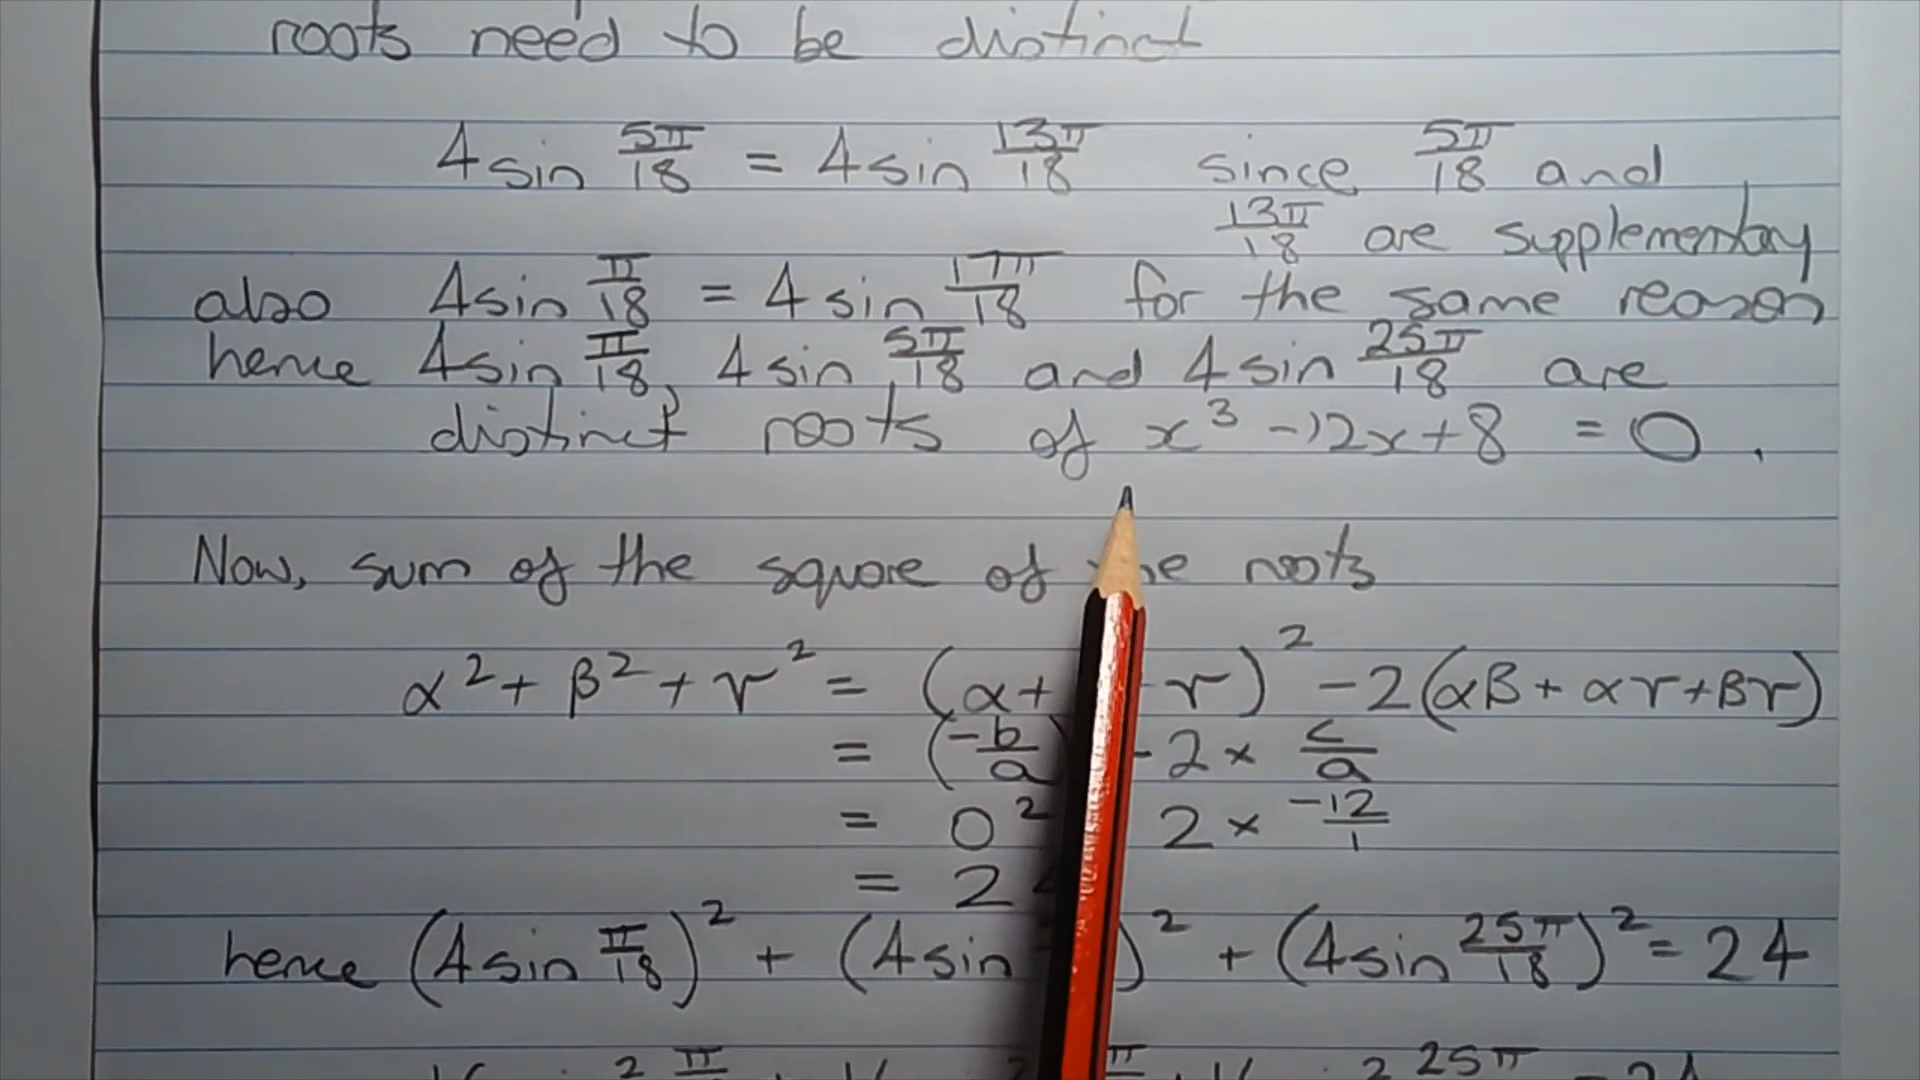 roots need to be distinct
4 sin 5π/18 = 4 sin 13π/18 since 5π/18 and
13π/18 are supplementary
also 4 sin π/18 = 4 sin 17π/18 for the same reason
hence 4 sin π/18, 4 sin 5π/18 and 4 sin 25π/18 are
distinct roots of x³ - 12x + 8 = 0.
Now, sum of the square of the roots
α² + β² + γ² = (α + - γ)² - 2(αβ + αγ + βγ)
= (-b/a) - 2 × c/a
= 0² 2 × -12/1
= 2
hence (4 sin π/18)² + (4 sin )² + (4 sin 25π/18)² = 24
2 π 2 25π